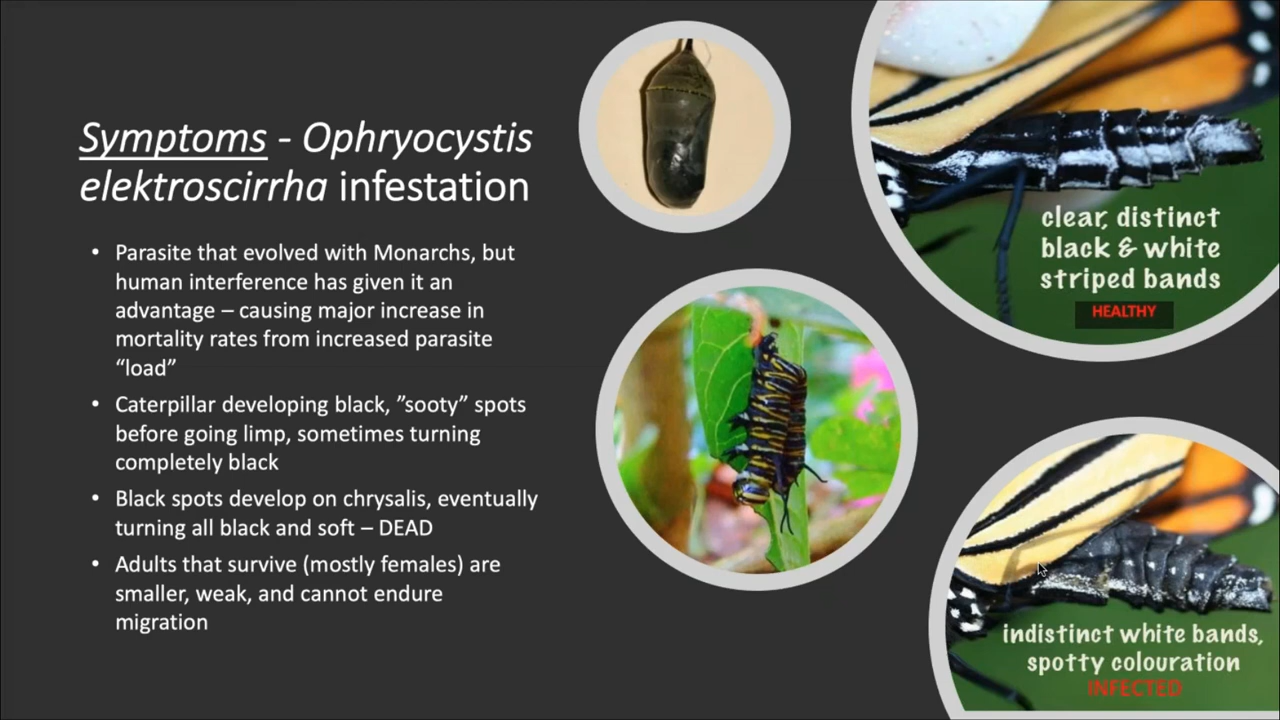 Symptoms - Ophryocystis
elektroscirrha infestation
• Parasite that evolved with Monarchs, but
human interference has given it an
advantage – causing major increase in
mortality rates from increased parasite
“load”
• Caterpillar developing black, ”sooty” spots
before going limp, sometimes turning
completely black
• Black spots develop on chrysalis, eventually
turning all black and soft – DEAD
• Adults that survive (mostly females) are
smaller, weak, and cannot endure
migration
clear, distinct
black & white
striped bands
HEALTHY
indistinct white bands,
spotty colouration
INFECTED